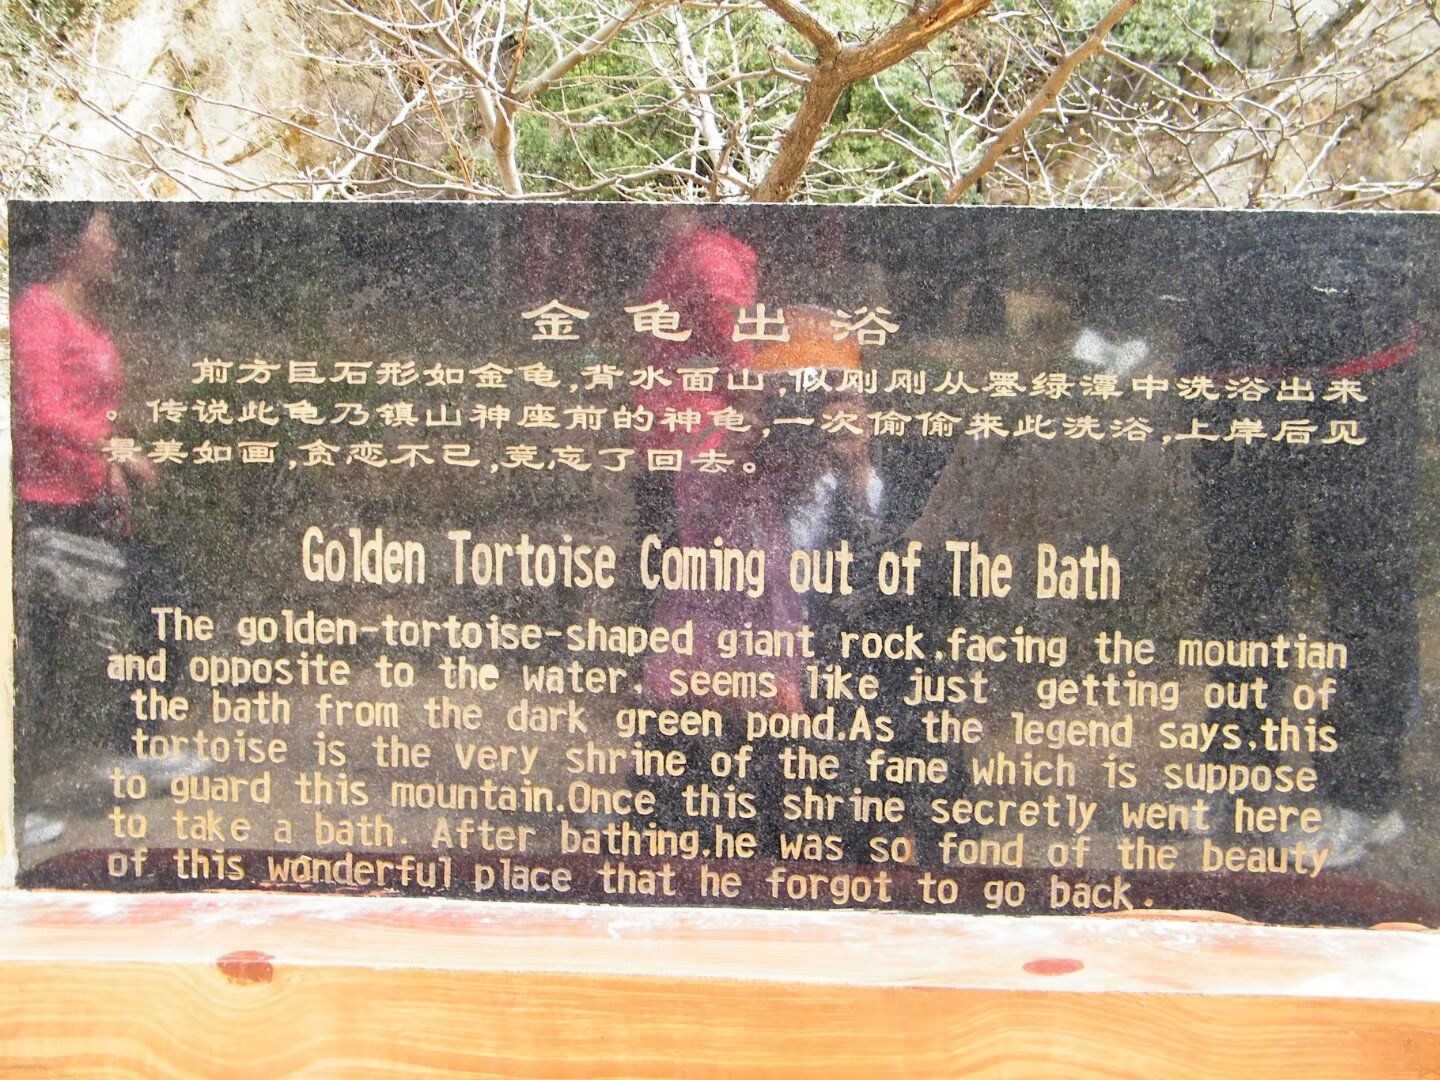 金龟出浴
前方巨石形如金龟,背水面山,似刚刚从墨绿潭中洗浴出来
。传说此龟乃镇山神座前的神龟,一次偷偷来此洗浴,上岸后见
景美如画,贪恋不已,竟忘了回去。
Golden Tortoise Coming out of The Bath
The golden-tortoise-shaped giant rock,facing the mountian
and opposite to the water, seems like just getting out of
the bath from the dark green pond.As the legend says,this
tortoise is the very shrine of the fane which is suppose
to guard this mountain.Once this shrine secretly went here
to take a bath. After bathing,he was so fond of the beauty
of this wonderful place that he forgot to go back.